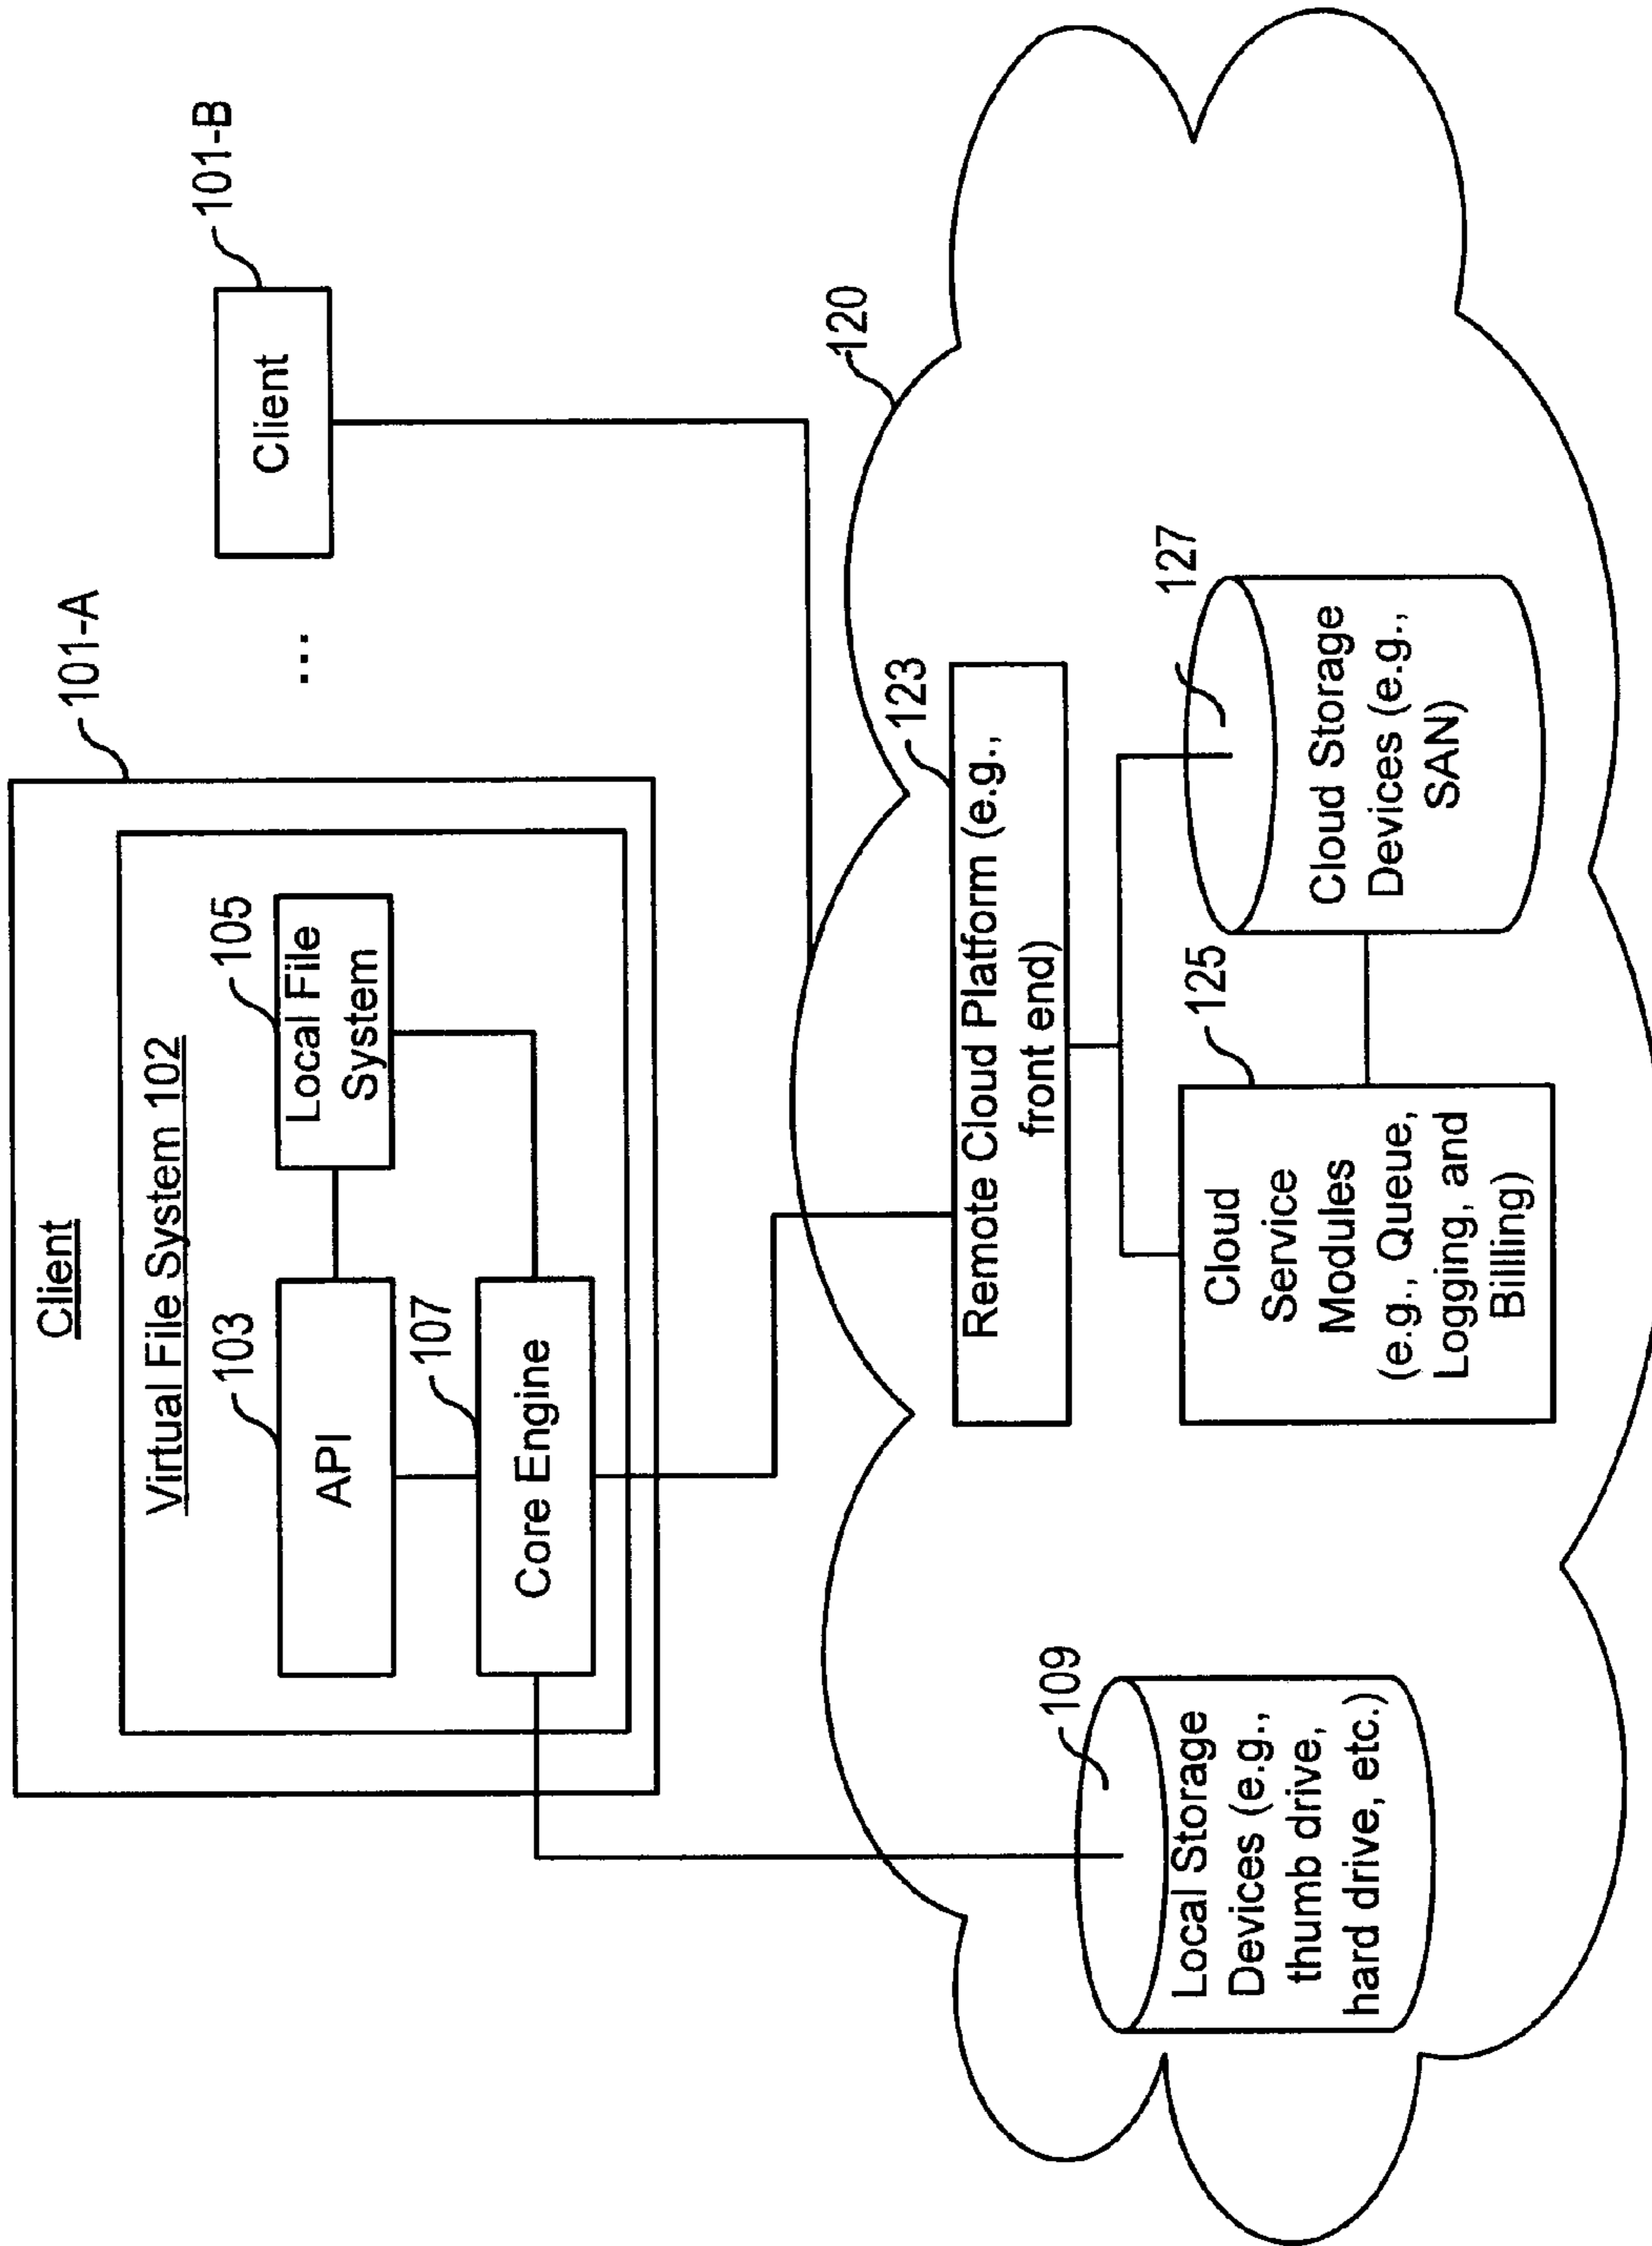 Client
101-A
...
Client
101-B
Virtual File System 102
103
API
105
Local File
System
107
Core Engine
120
109
Local Storage
Devices (e.g.,
thumb drive,
hard drive, etc.)
123
Remote Cloud Platform (e.g.,
front end)
125
Cloud
Service
Modules
(e.g., Queue,
Logging, and
Billing)
127
Cloud Storage
Devices (e.g.,
SAN)